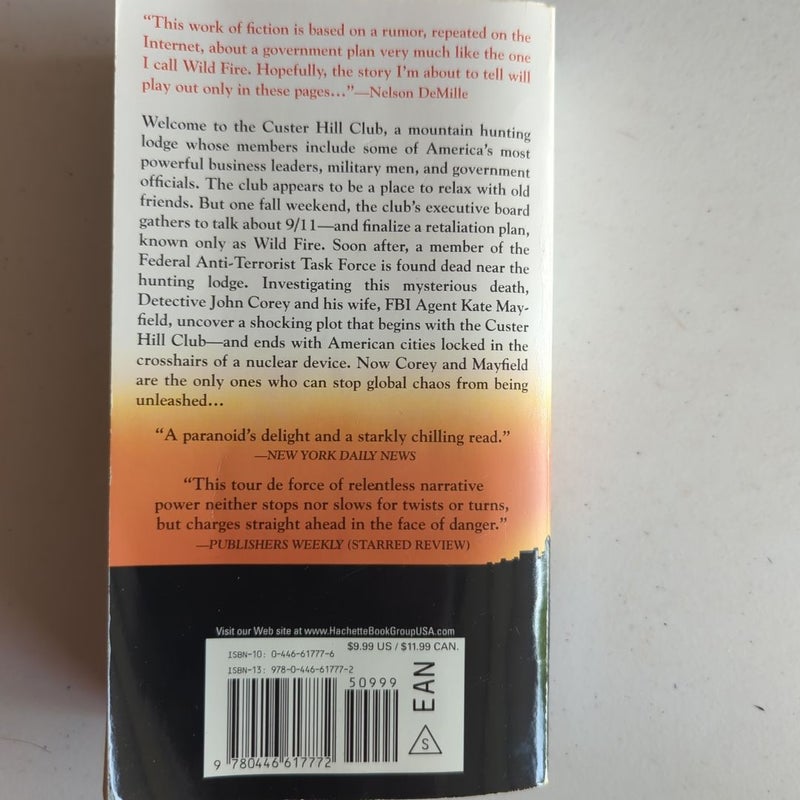 “This work of fiction is based on a rumor, repeated on the
Internet, about a government plan very much like the one
I call Wild Fire. Hopefully, the story I’m about to tell will
play out only in these pages…”—Nelson DeMille
Welcome to the Custer Hill Club, a mountain hunting
lodge whose members include some of America’s most
powerful business leaders, military men, and government
officials. The club appears to be a place to relax with old
friends. But one fall weekend, the club’s executive board
gathers to talk about 9/11—and finalize a retaliation plan,
known only as Wild Fire. Soon after, a member of the
Federal Anti-Terrorist Task Force is found dead near the
hunting lodge. Investigating this mysterious death,
Detective John Corey and his wife, FBI Agent Kate May-
field, uncover a shocking plot that begins with the Custer
Hill Club—and ends with American cities locked in the
crosshairs of a nuclear device. Now Corey and Mayfield
are the only ones who can stop global chaos from being
unleashed…
“A paranoid’s delight and a starkly chilling read.”
—NEW YORK DAILY NEWS
“This tour de force of relentless narrative
power neither stops nor slows for twists or turns,
but charges straight ahead in the face of danger.”
—PUBLISHERS WEEKLY (STARRED REVIEW)
Visit our Web site at www.HachetteBookGroupUSA.com
$9.99 US / $11.99 CAN.
ISBN-10: 0-446-61777-6
ISBN-13: 978-0-446-61777-2
50999
EAN
S
9 780446 617772